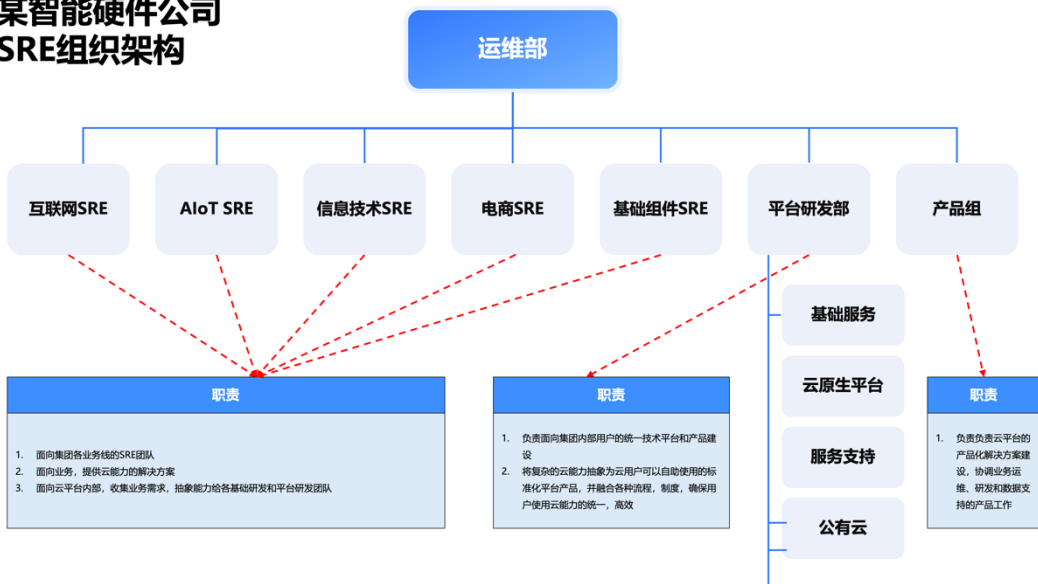 某智能硬件公司
SRE组织架构
运维部
互联网SRE
AIoT SRE
信息技术SRE
电商SRE
基础组件SRE
平台研发部
产品组
基础服务
云原生平台
服务支持
公有云
职责
1. 面向集团各业务线的SRE团队
2. 面向业务，提供云能力的解决方案
3. 面向云平台内部，收集业务需求，抽象能力给各基础研发和平台研发团队
职责
1. 负责面向集团内部用户的统一技术平台和产品建
设
2. 将复杂的云能力抽象为云用户可以自助使用的标
准化平台产品，并融合各种流程，制度，确保用
户使用云能力的统一，高效
职责
1. 负责负责云平台的
产品化解决方案建
设，协调业务运
维、研发和数据支
持的产品工作